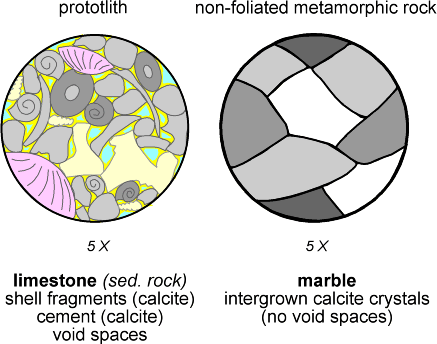 prototlith
non-foliated metamorphic rock
5 X
5 X
limestone (sed. rock)
shell fragments (calcite)
cement (calcite)
void spaces
marble
intergrown calcite crystals
(no void spaces)